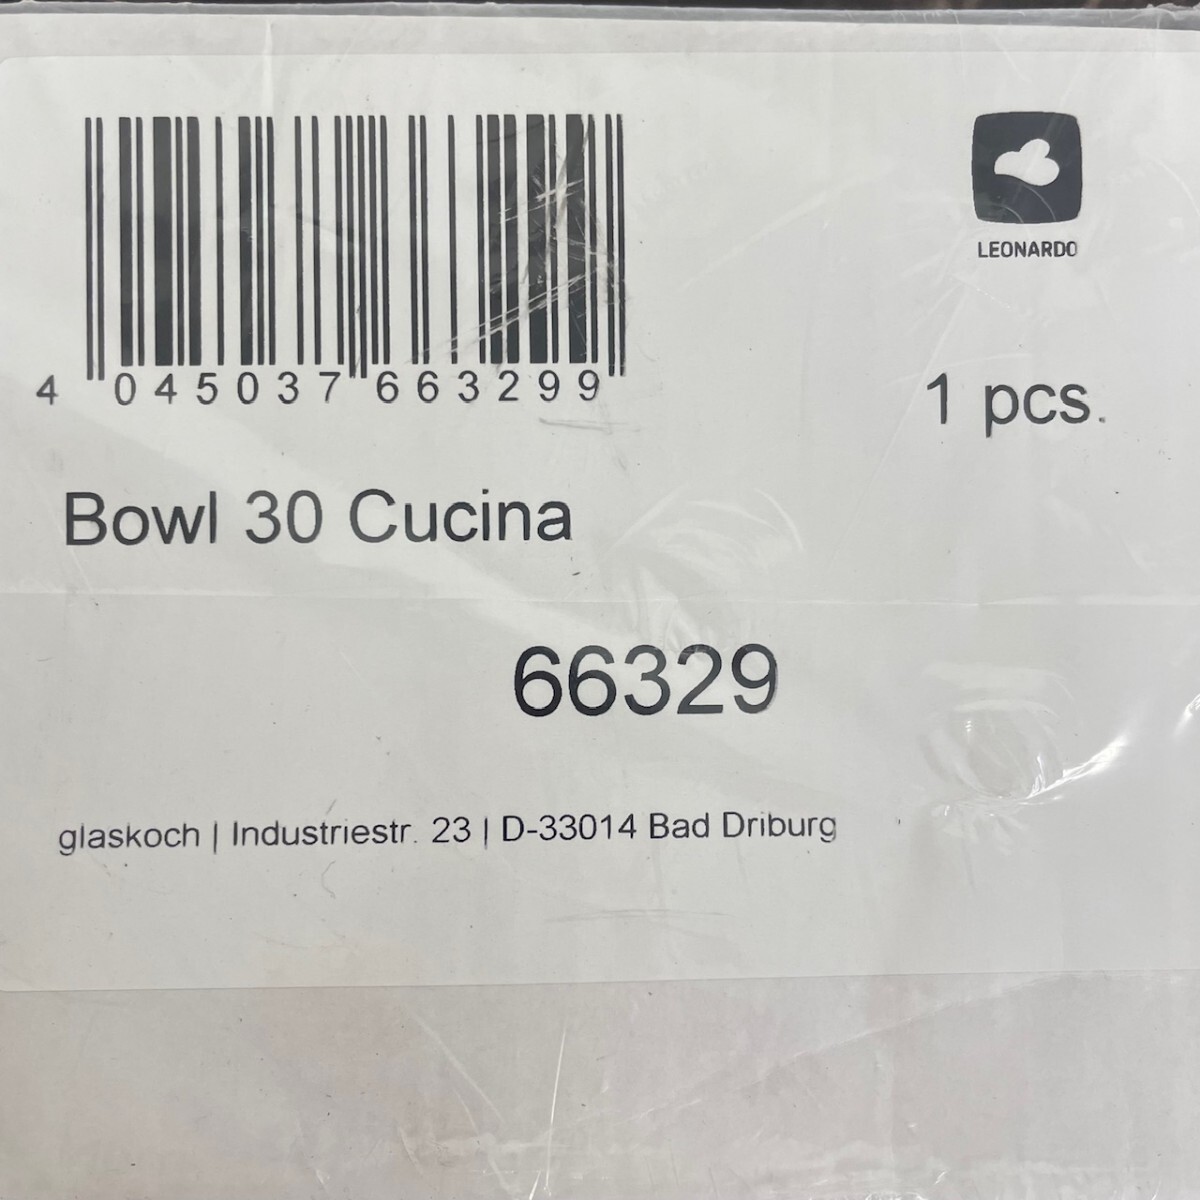 LEONARDO
4 045037 663299
1 pcs.
Bowl 30 Cucina
66329
glaskoch | Industriestr. 23 | D-33014 Bad Driburg